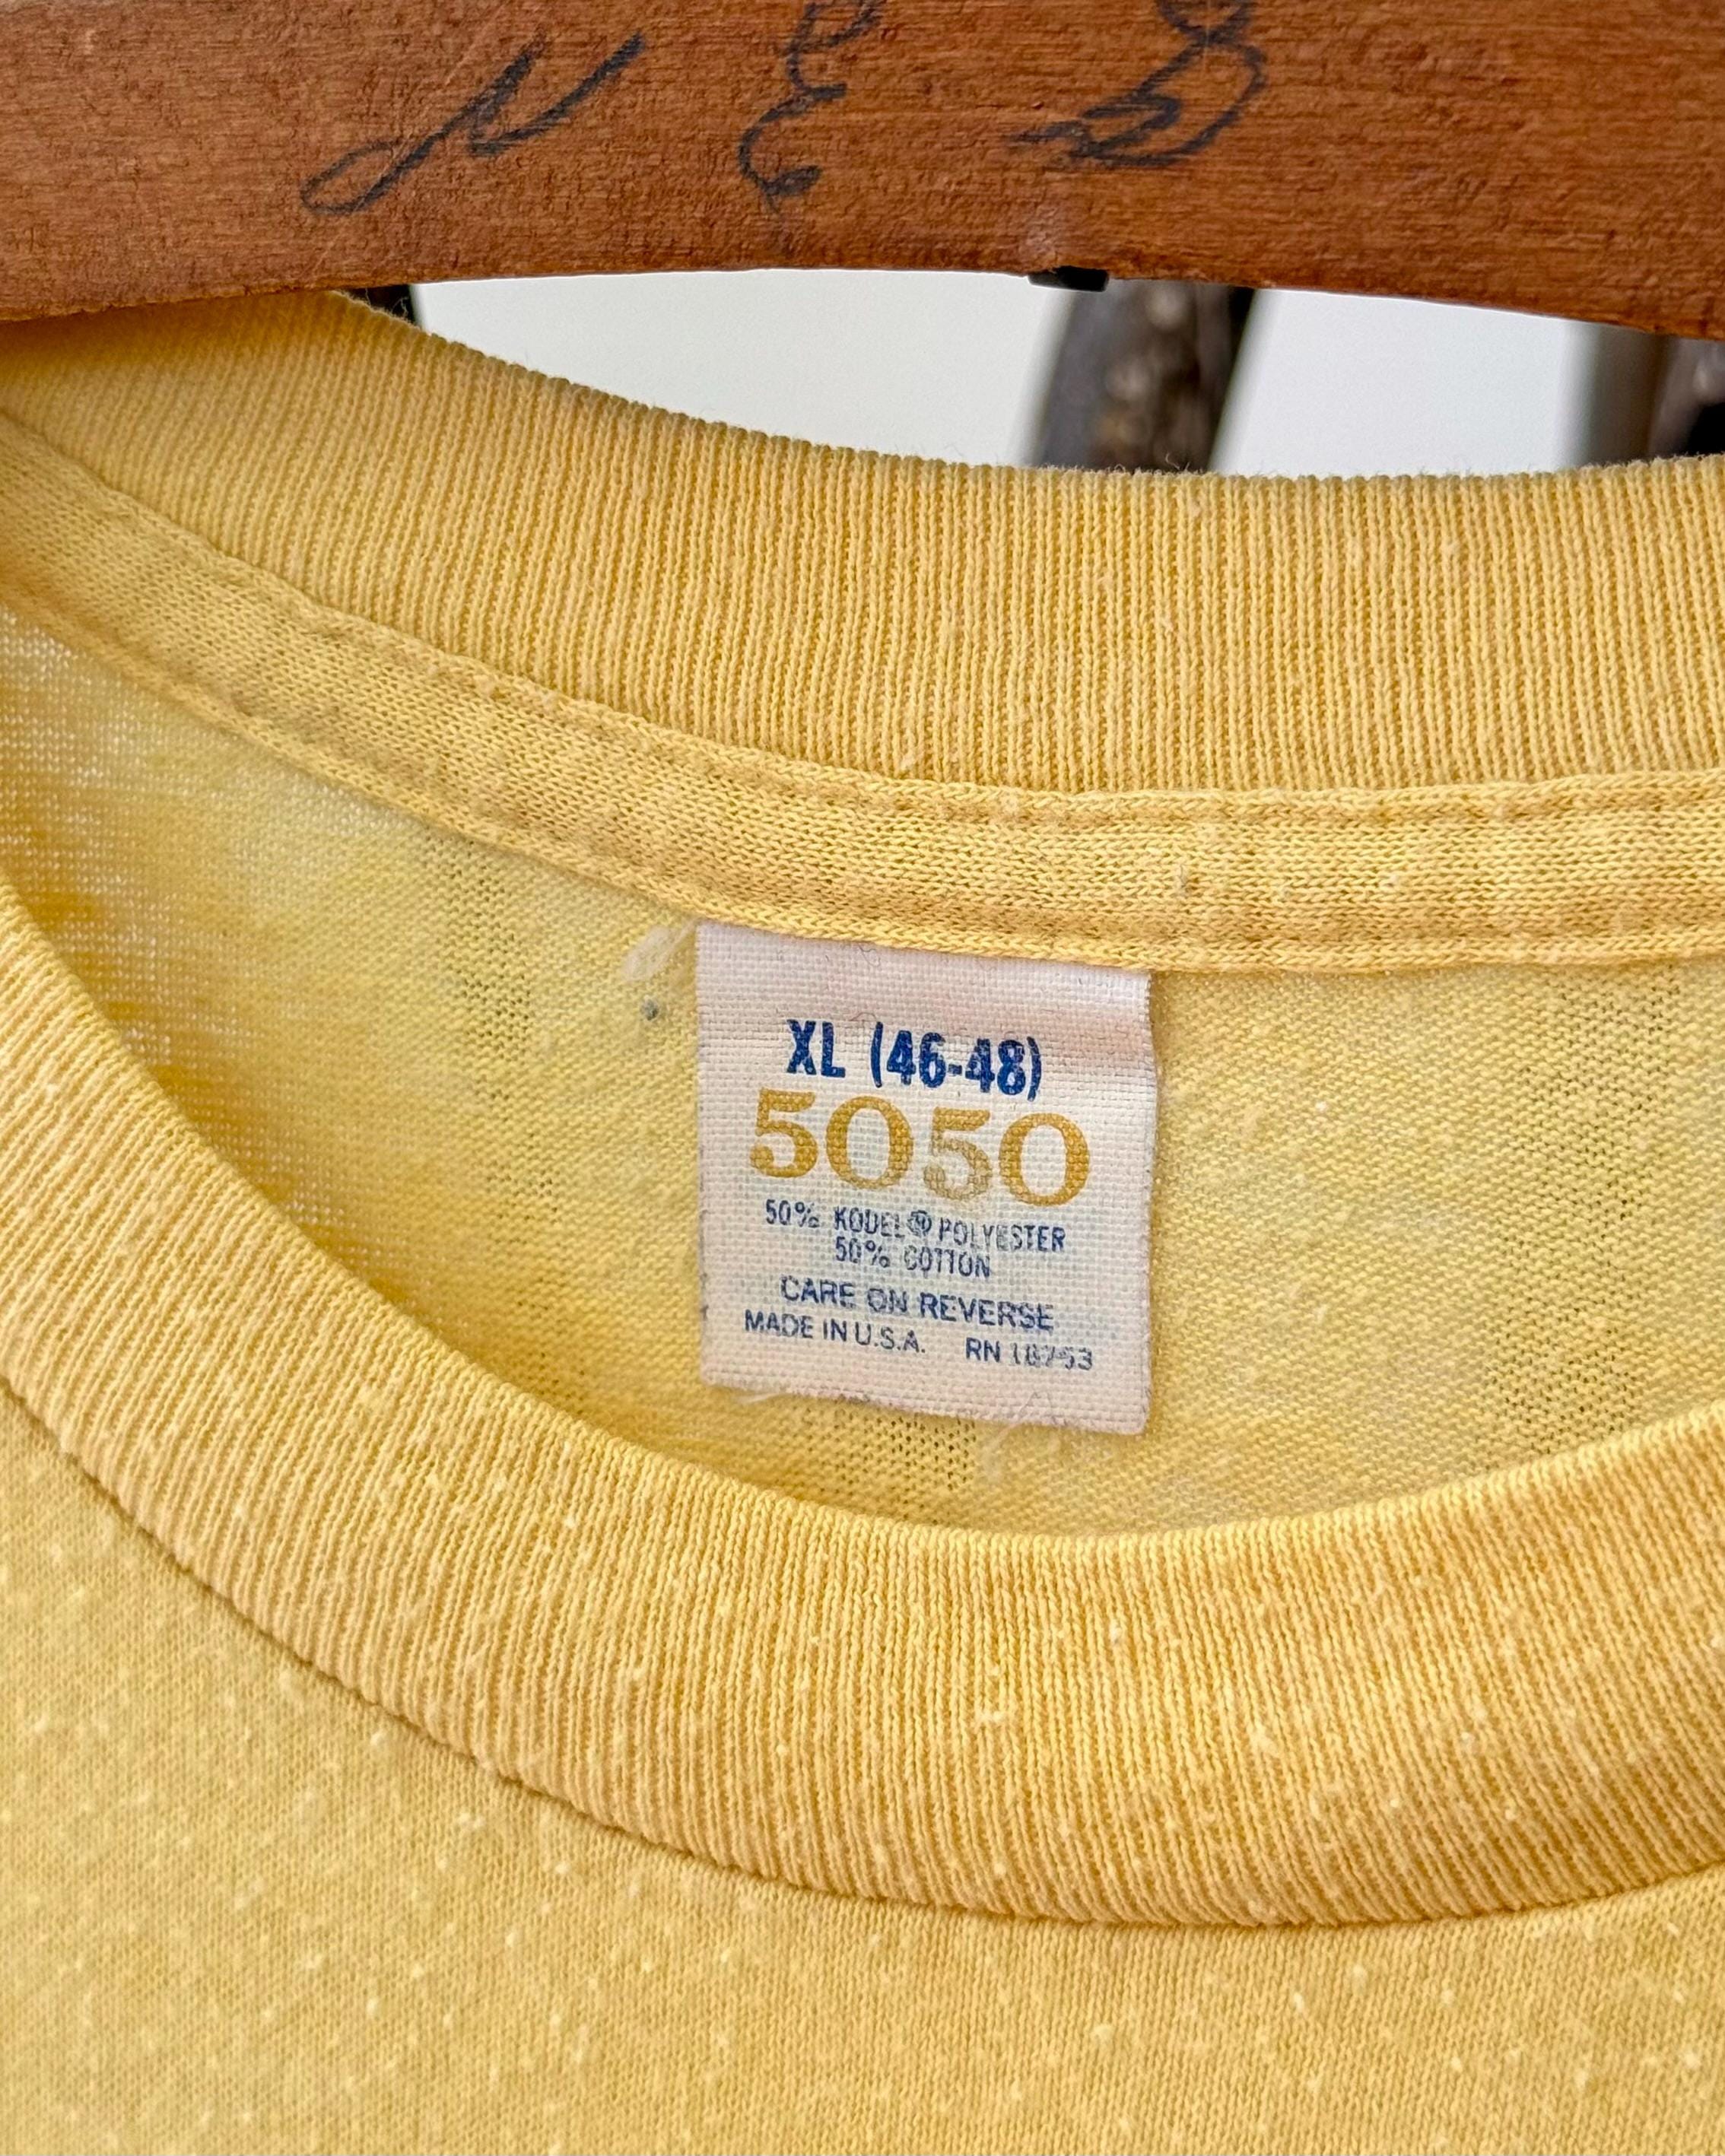 N E S
XL (46-48)
5050
50% KODEL® POLYESTER
50% COTTON
CARE ON REVERSE
MADE IN U.S.A. RN 18753